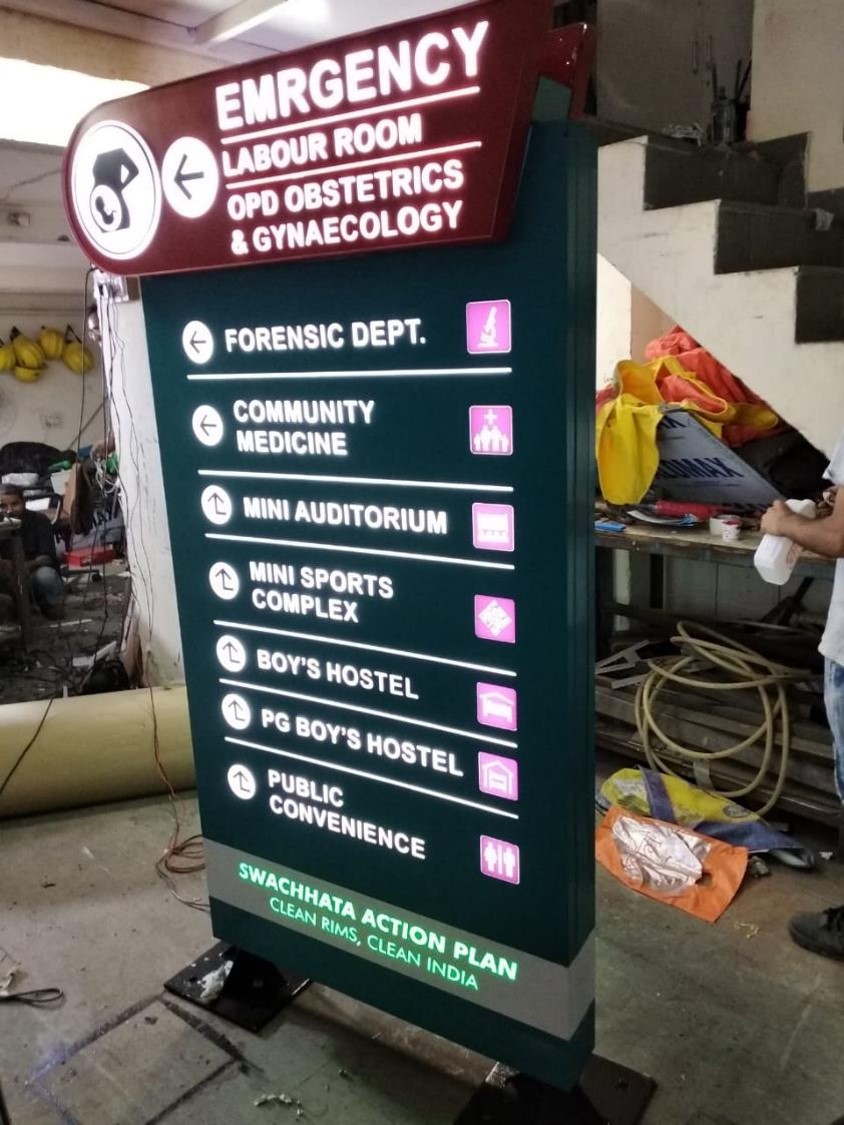 EMRGENCY
LABOUR ROOM
OPD OBSTETRICS
& GYNAECOLOGY
FORENSIC DEPT.
COMMUNITY
MEDICINE
MINI AUDITORIUM
MINI SPORTS
COMPLEX
BOY'S HOSTEL
PG BOY'S HOSTEL
PUBLIC
CONVENIENCE
SWACHHATA ACTION PLAN
CLEAN RIMS, CLEAN INDIA